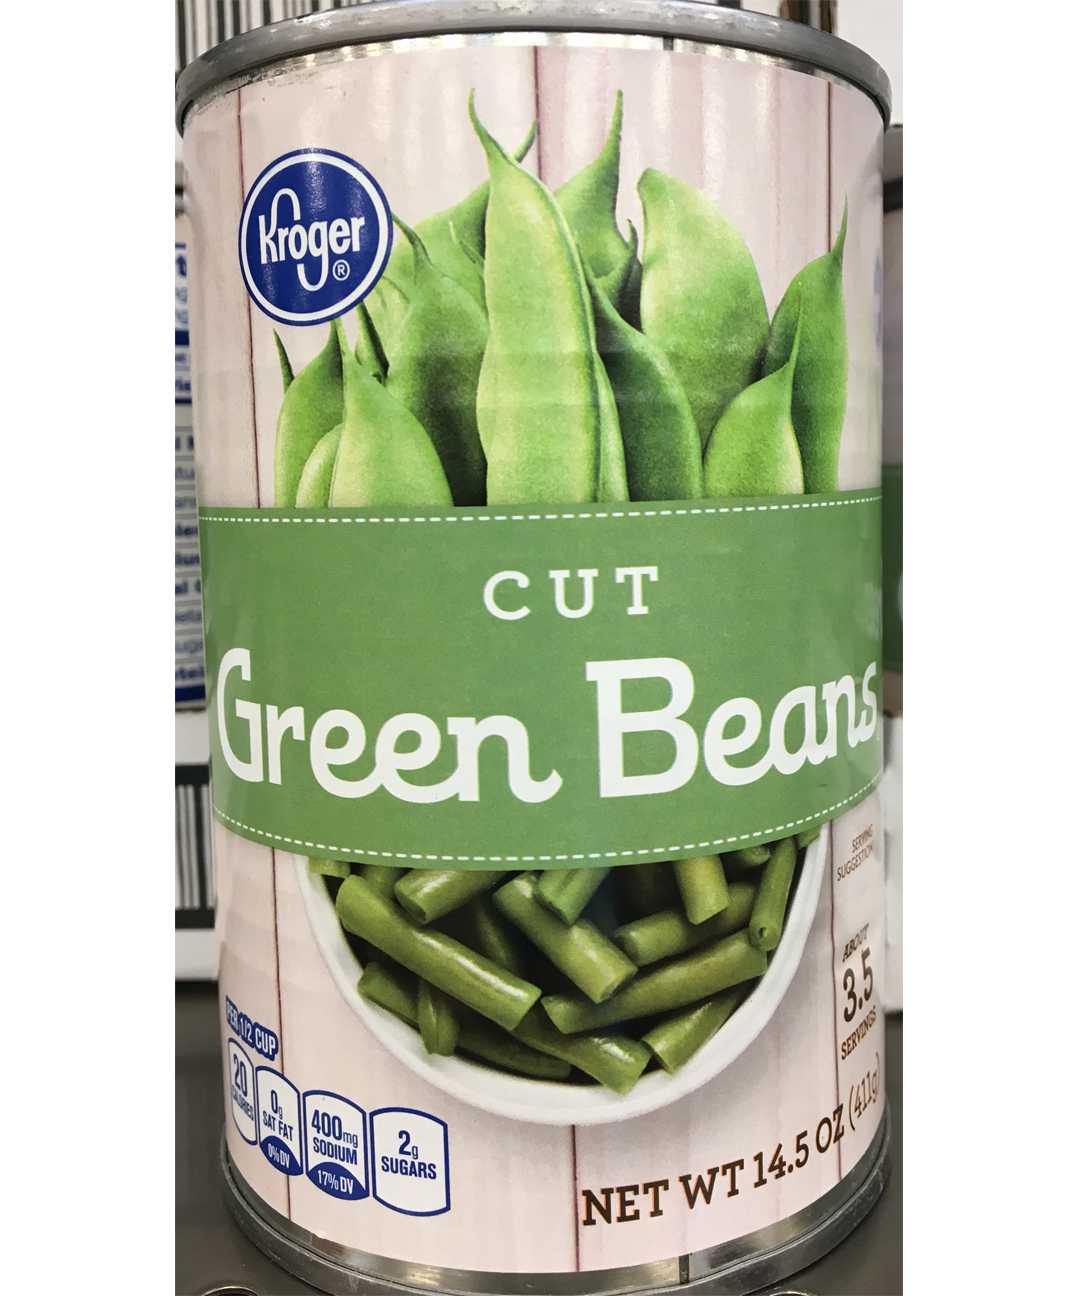 Kroger®
CUT
Green Beans
SERVING
SUGGESTION
ABOUT
3.5
SERVINGS
PER 1/2 CUP
20
CALORIES
0g
SAT FAT
0% DV
400mg
SODIUM
17% DV
2g
SUGARS
NET WT 14.5 OZ (411g)